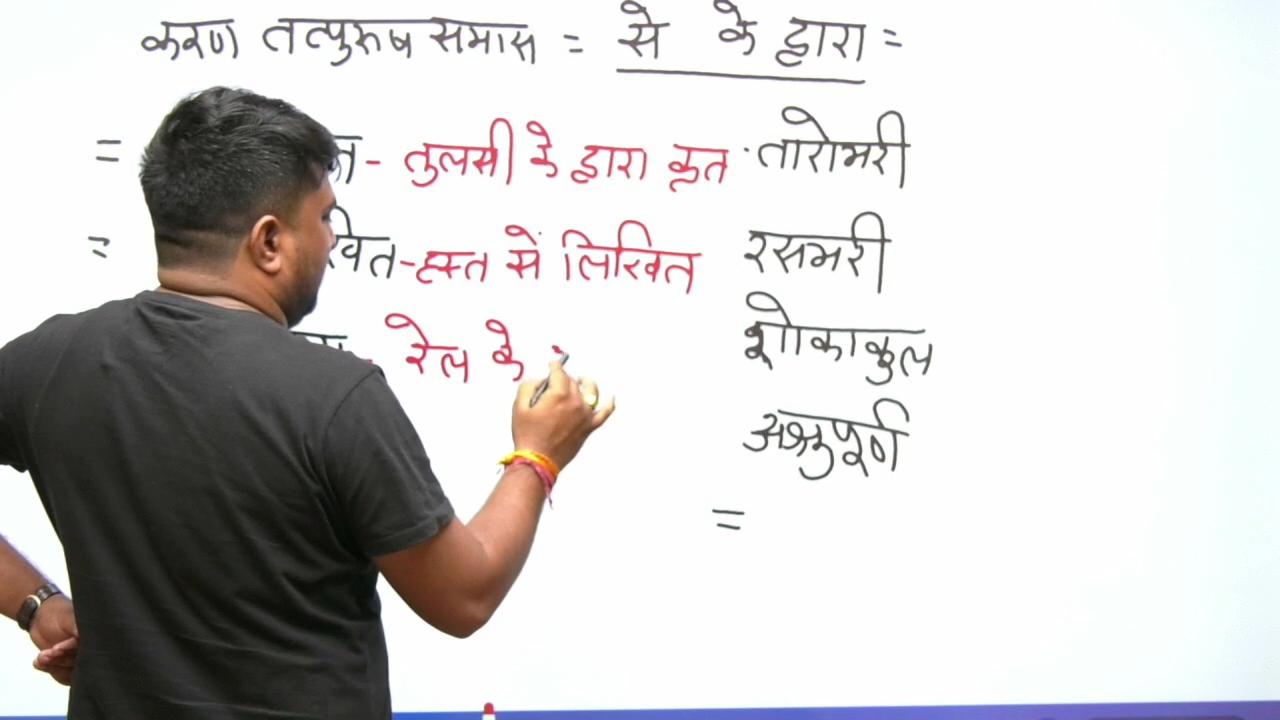 करण तत्पुरुष समास = से के द्वारा =
= त - तुलसी के द्वारा कृत · तारोभरी
= खित - हस्त सें लिखित रसभरी
- रेल के शोकाकुल
अश्रुपूर्ण
=